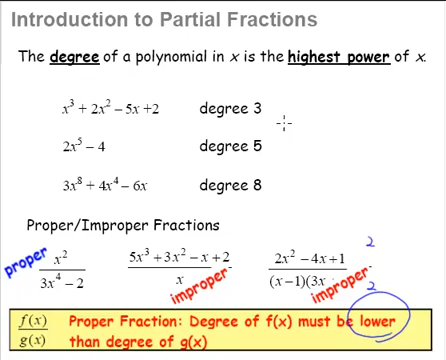 Introduction to Partial Fractions
The degree of a polynomial in x is the highest power of x.
x³ + 2x² − 5x + 2 degree 3
2x⁵ − 4 degree 5
3x⁸ + 4x⁴ − 6x degree 8
Proper/Improper Fractions
proper x² / 3x⁴ − 2
5x³ + 3x² − x + 2 / x improper
2x² − 4x + 1 / (x − 1)(3x improper
2
2
f(x) / g(x) Proper Fraction: Degree of f(x) must be lower
than degree of g(x)